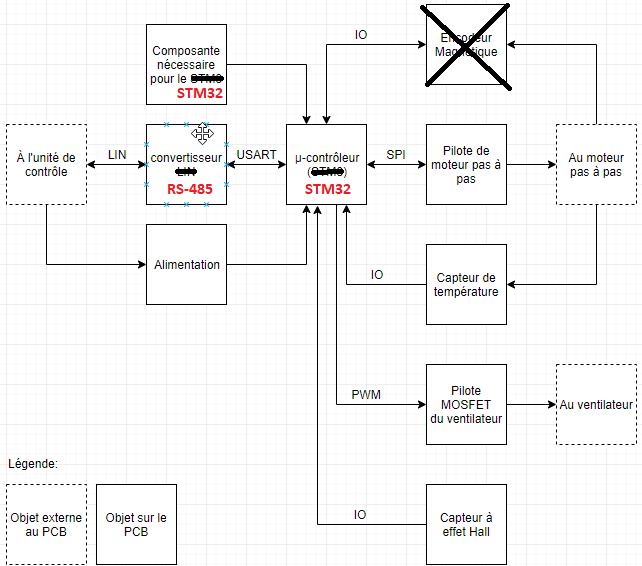 IO
Encodeur
Magnétique
Composante
nécessaire
pour le STM8
STM32
À l'unité de
contrôle
LIN
convertisseur
LIN
RS-485
USART
µ-contrôleur
(STM8)
STM32
SPI
Pilote de
moteur pas à
pas
Au moteur
pas à pas
Alimentation
IO
Capteur de
température
PWM
Pilote
MOSFET
du ventilateur
Au ventilateur
Légende:
Objet externe
au PCB
Objet sur le
PCB
IO
Capteur à
effet Hall